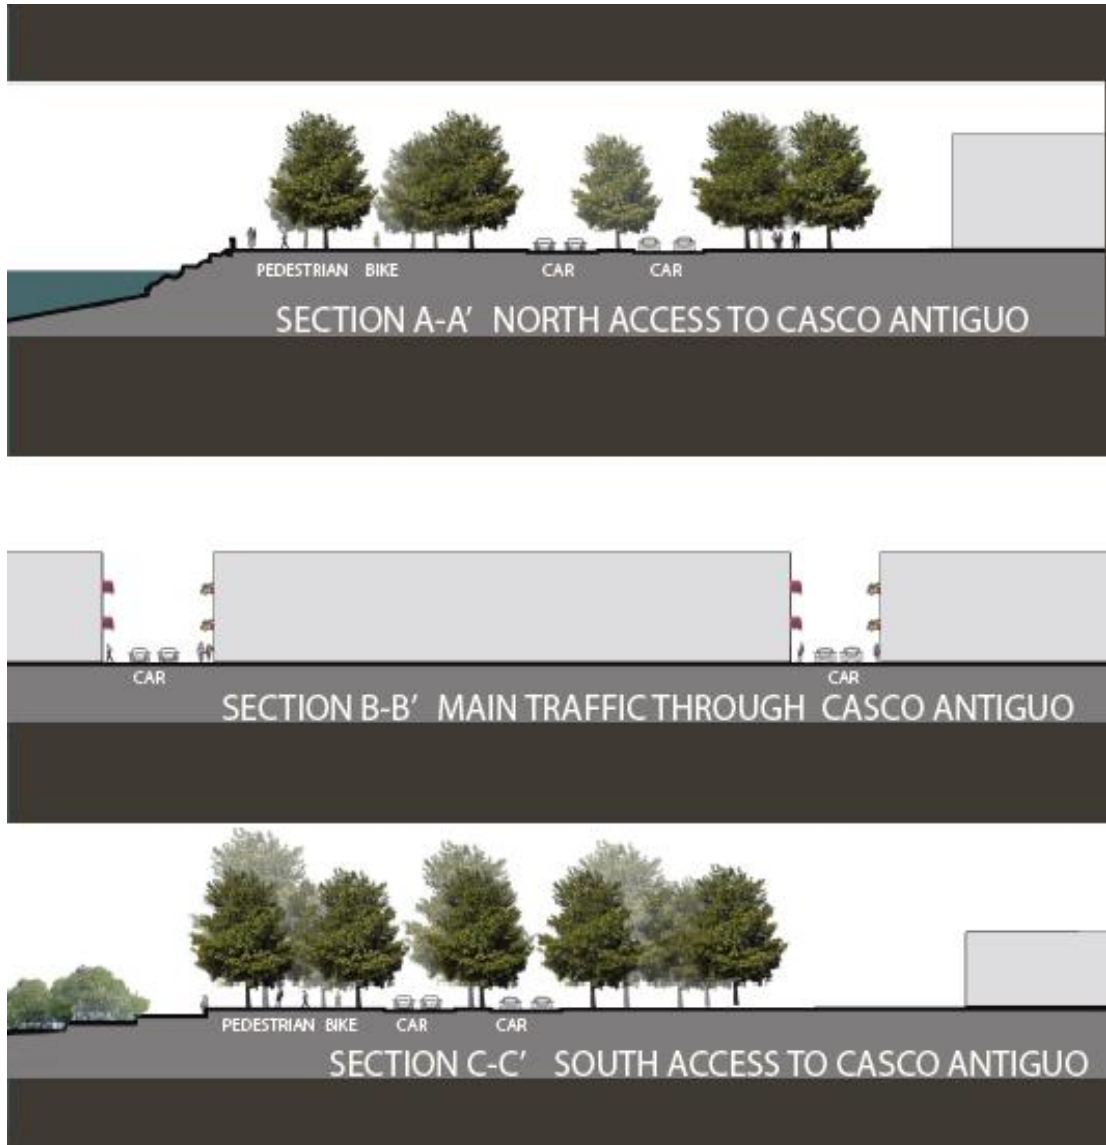 PEDESTRIAN BIKE CAR CAR
SECTION A-A' NORTH ACCESS TO CASCO ANTIGUO
CAR CAR
SECTION B-B' MAIN TRAFFIC THROUGH CASCO ANTIGUO
PEDESTRIAN BIKE CAR CAR
SECTION C-C' SOUTH ACCESS TO CASCO ANTIGUO